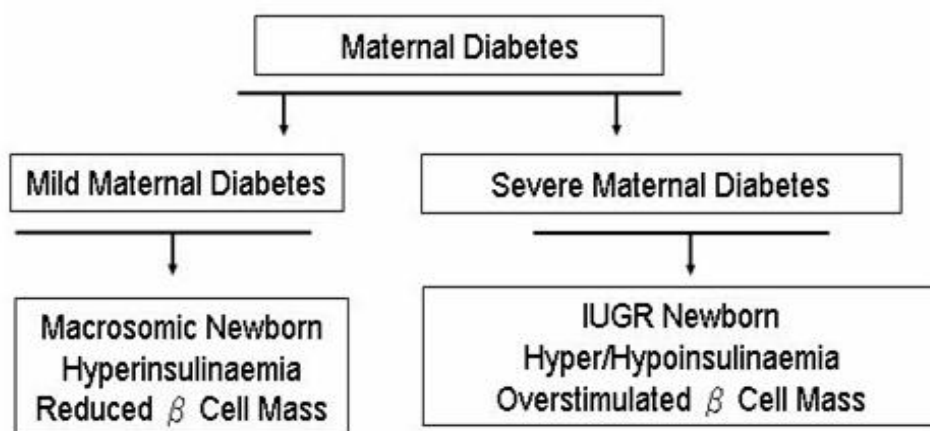 Maternal Diabetes
Mild Maternal Diabetes
Severe Maternal Diabetes
Macrosomic Newborn
Hyperinsulinaemia
Reduced β Cell Mass
IUGR Newborn
Hyper/Hypoinsulinaemia
Overstimulated β Cell Mass